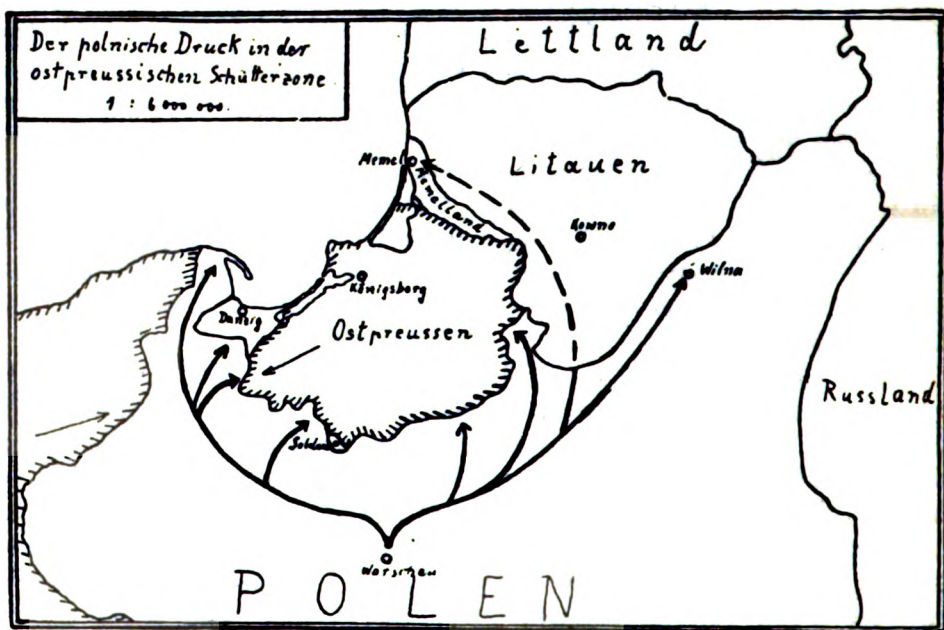 Der polnische Druck in der
ostpreussischen Schütterzone
1 : 6 000 000.
Lettland
Litauen
Memel
Memelland
Kowno
Wilna
Königsberg
Danzig
Ostpreussen
Russland
Soldau
Warschau
POLEN